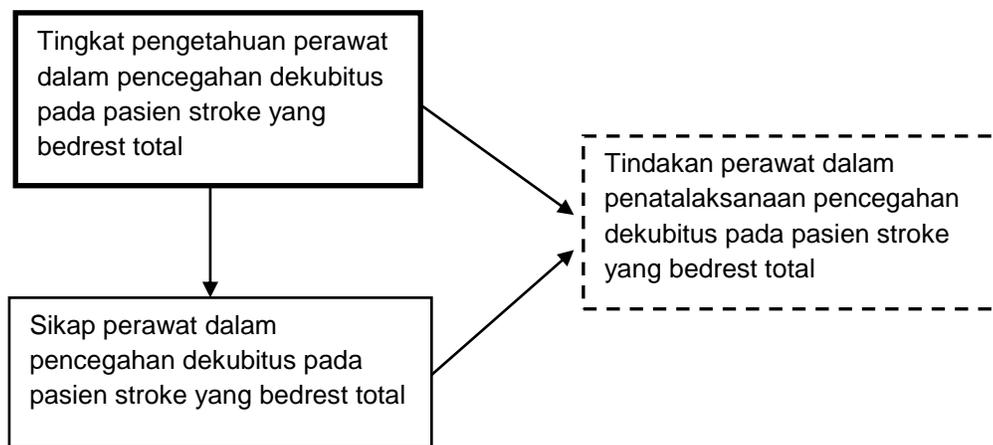 Tingkat pengetahuan perawat
dalam pencegahan dekubitus
pada pasien stroke yang
bedrest total
Tindakan perawat dalam
penatalaksanaan pencegahan
dekubitus pada pasien stroke
yang bedrest total
Sikap perawat dalam
pencegahan dekubitus pada
pasien stroke yang bedrest total